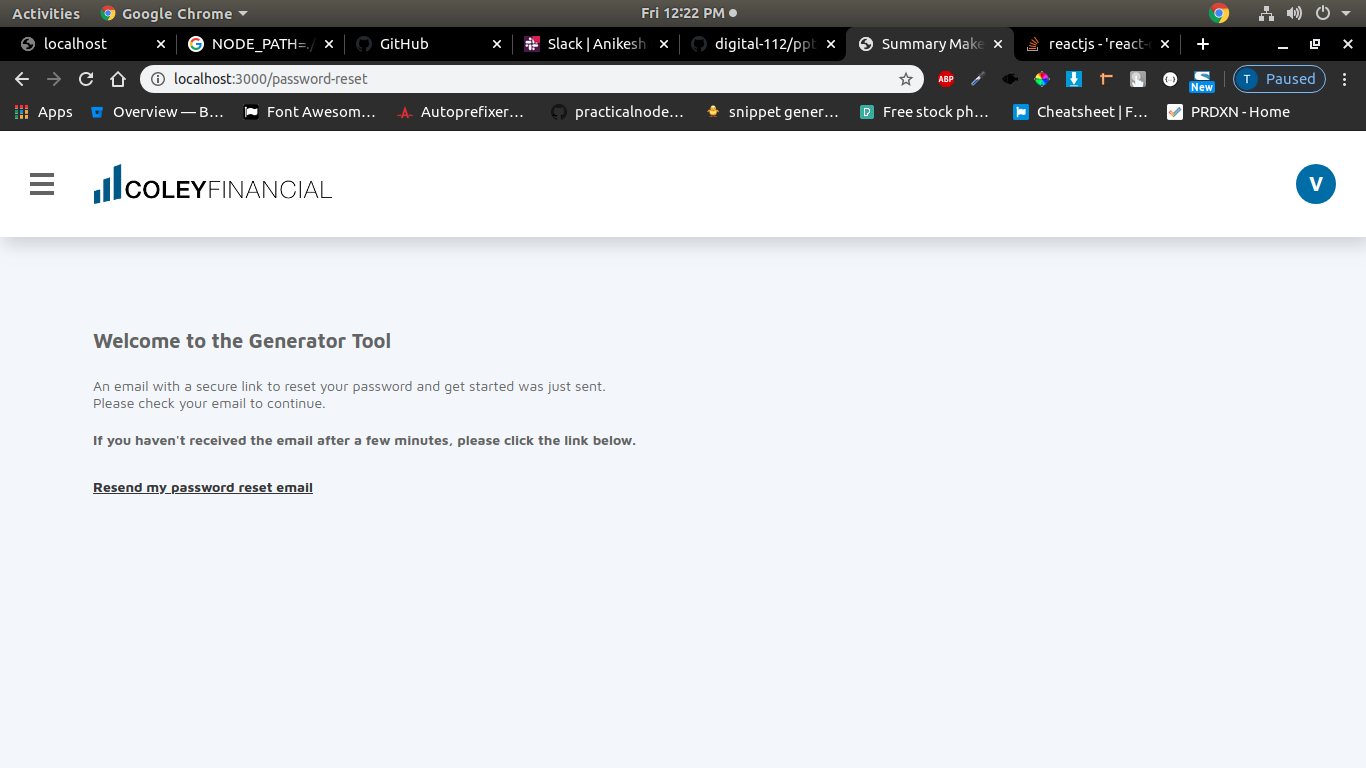 Activities Google Chrome Fri 12:22 PM
localhost NODE_PATH=./ GitHub Slack | Anikesh digital-112/ppt Summary Make reactjs - 'react-
localhost:3000/password-reset ABP New T Paused
Apps Overview — B... Font Awesom... Autoprefixer... practicalnode... snippet gener... Free stock ph... Cheatsheet | F... PRDXN - Home
COLEYFINANCIAL V
Welcome to the Generator Tool
An email with a secure link to reset your password and get started was just sent.
Please check your email to continue.
If you haven't received the email after a few minutes, please click the link below.
Resend my password reset email